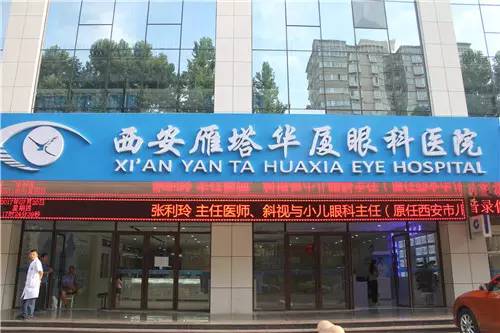 西安雁塔华厦眼科医院
XI'AN YAN TA HUAXIA EYE HOSPITAL
张利玲 主任医师、斜视与小儿眼科主任（原任西安市儿